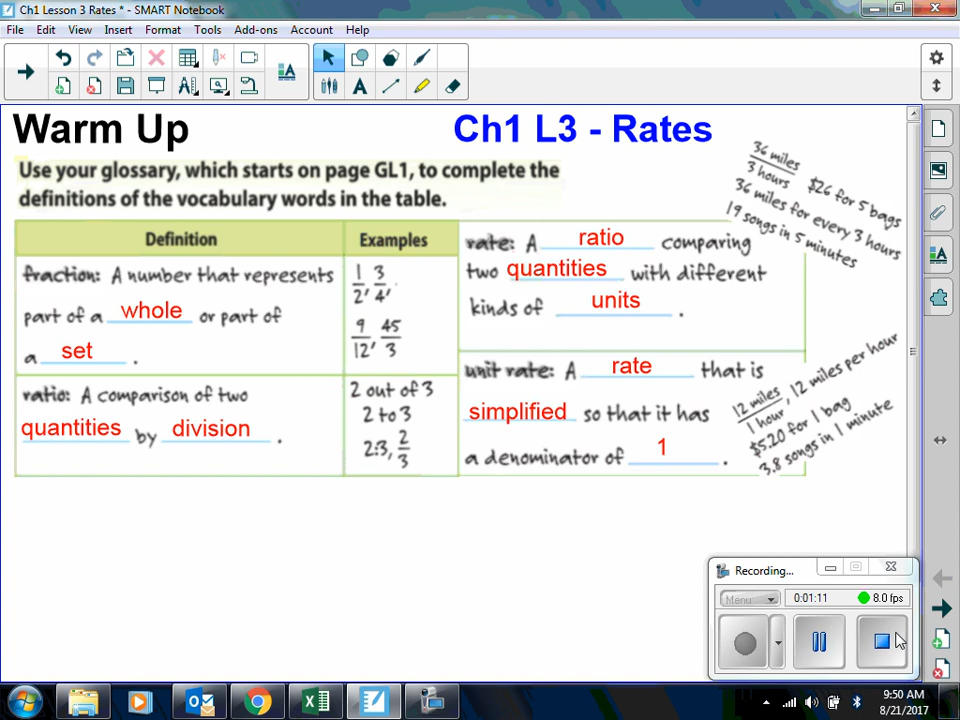 Ch1 Lesson 3 Rates * - SMART Notebook
File Edit View Insert Format Tools Add-ons Account Help
Warm Up
Ch1 L3 - Rates
Use your glossary, which starts on page GL1, to complete the
definitions of the vocabulary words in the table.
Definition
Examples
fraction: A number that represents
part of a whole or part of
a set .
1/2, 3/4,
9/12, 45/3
ratio: A comparison of two
quantities by division .
2 out of 3
2 to 3
2:3, 2/3
rate: A ratio comparing
two quantities with different
kinds of units .
36 miles
3 hours
$26 for 5 bags
36 miles for every 3 hours
19 songs in 5 minutes
unit rate: A rate that is
simplified so that it has
a denominator of 1 .
12 miles
1 hour , 12 miles per hour
$5.20 for 1 bag
3.8 songs in 1 minute
Recording...
Menu 0:01:11 8.0 fps
9:50 AM
8/21/2017